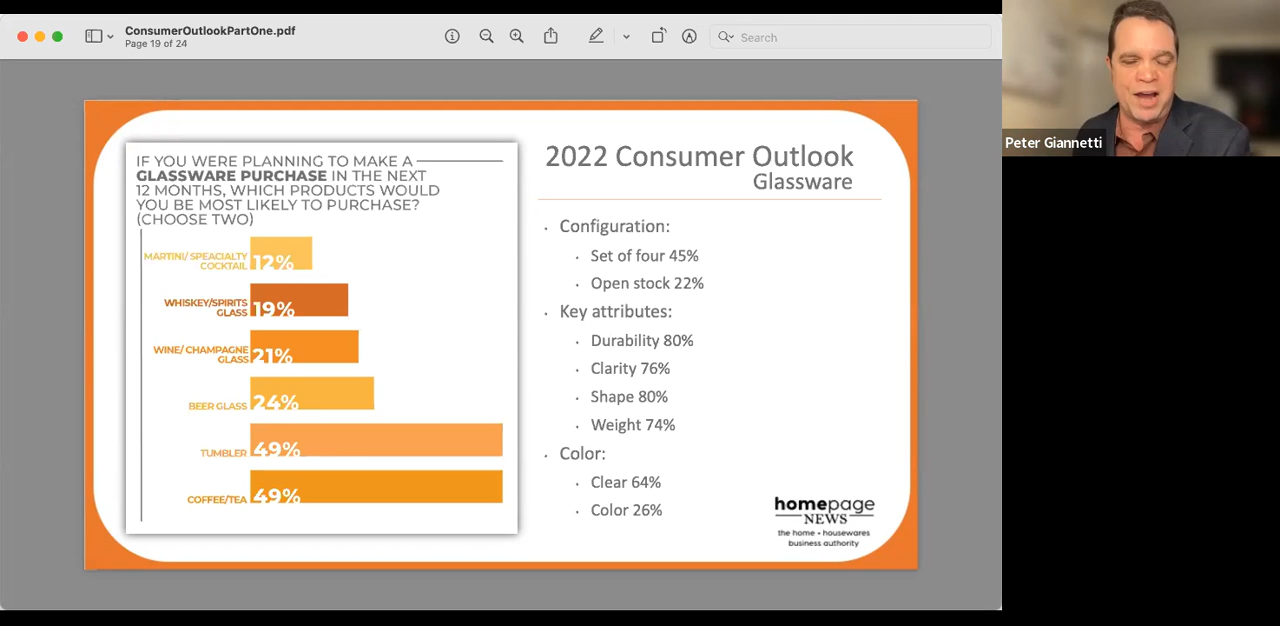 ConsumerOutlookPartOne.pdf
Page 19 of 24
Search
Peter Giannetti
IF YOU WERE PLANNING TO MAKE A
GLASSWARE PURCHASE IN THE NEXT
12 MONTHS, WHICH PRODUCTS WOULD
YOU BE MOST LIKELY TO PURCHASE?
(CHOOSE TWO)
MARTINI/ SPEACIALTY
COCKTAIL
12%
WHISKEY/SPIRITS
GLASS
19%
WINE/ CHAMPAGNE
GLASS
21%
BEER GLASS
24%
TUMBLER
49%
COFFEE/TEA
49%
2022 Consumer Outlook
Glassware
• Configuration:
• Set of four 45%
• Open stock 22%
• Key attributes:
• Durability 80%
• Clarity 76%
• Shape 80%
• Weight 74%
• Color:
• Clear 64%
• Color 26%
homepage
NEWS
the home + housewares
business authority